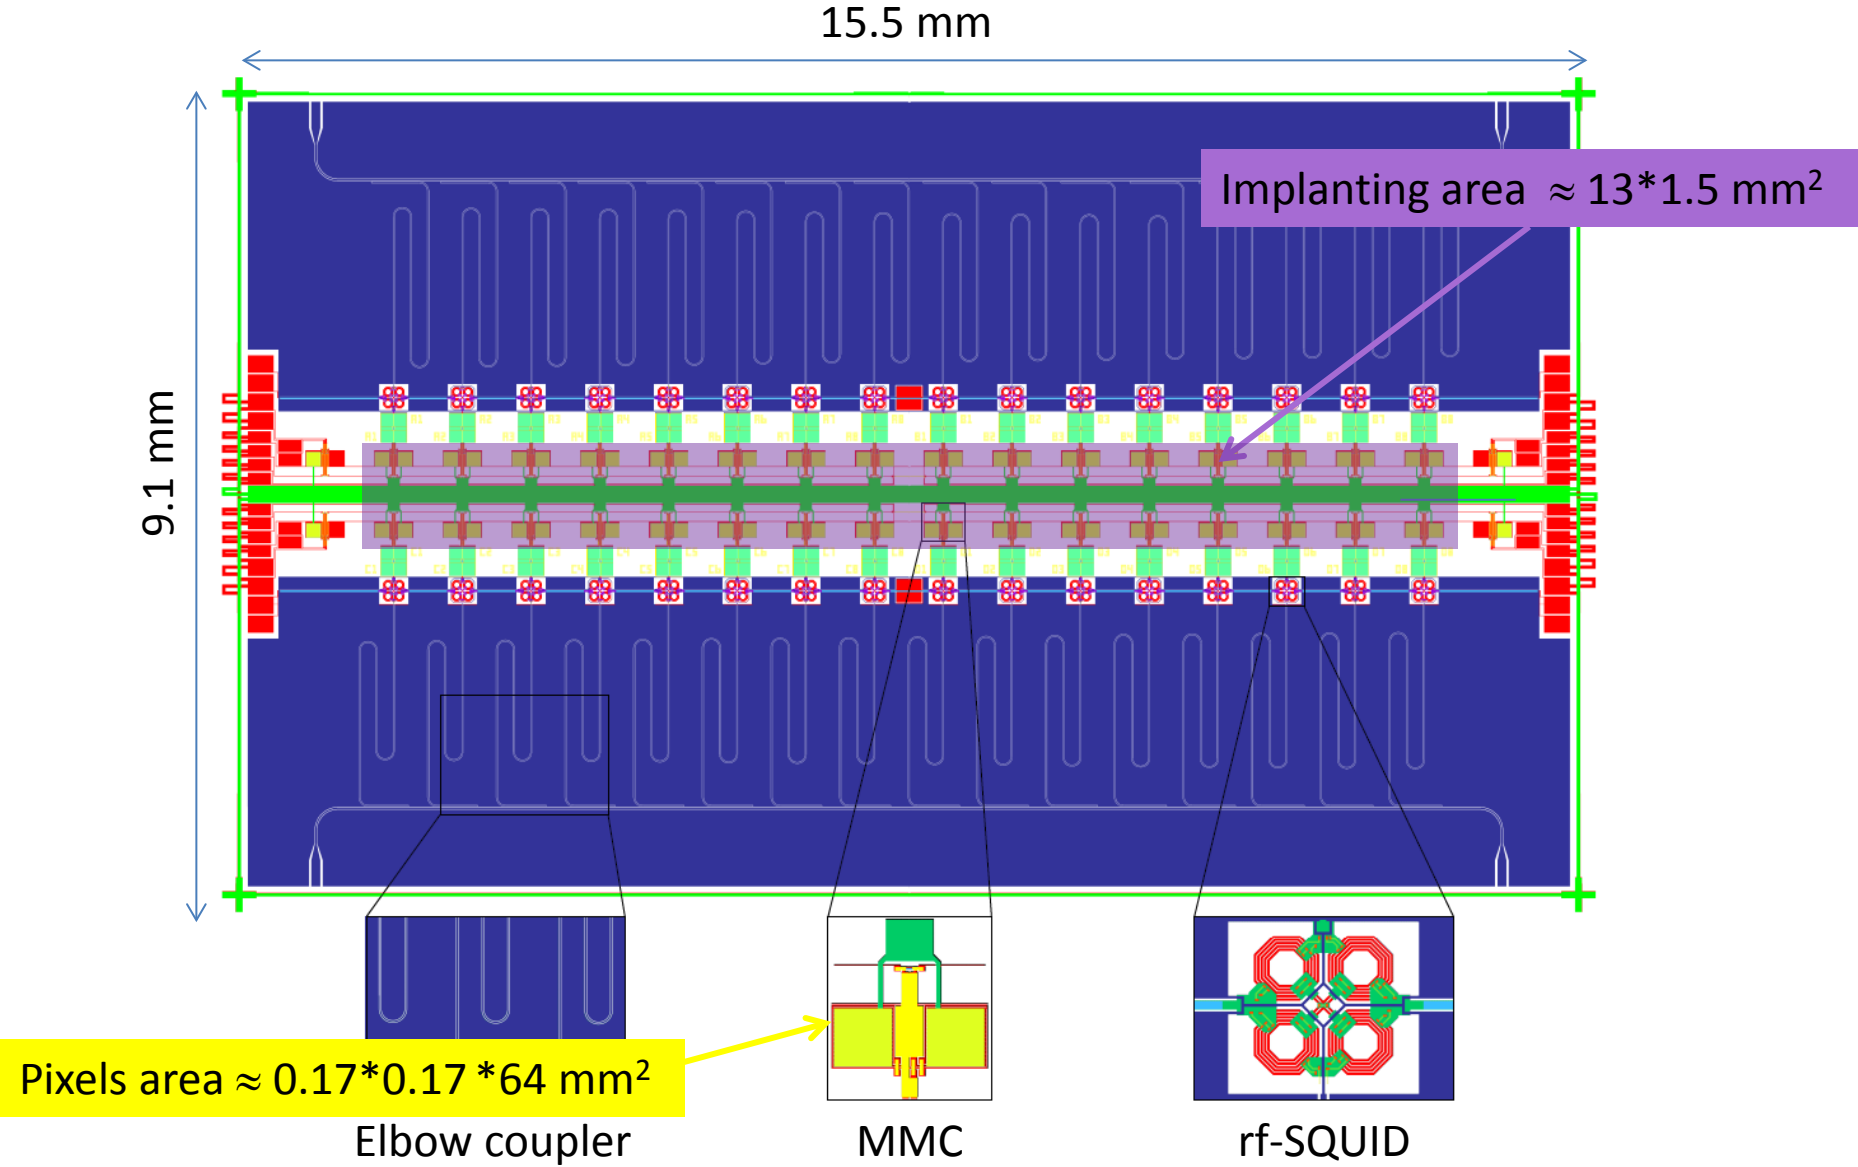 15.5 mm
Implanting area ≈ 13*1.5 mm²
9.1 mm
Pixels area ≈ 0.17*0.17 *64 mm²
Elbow coupler
MMC
rf-SQUID